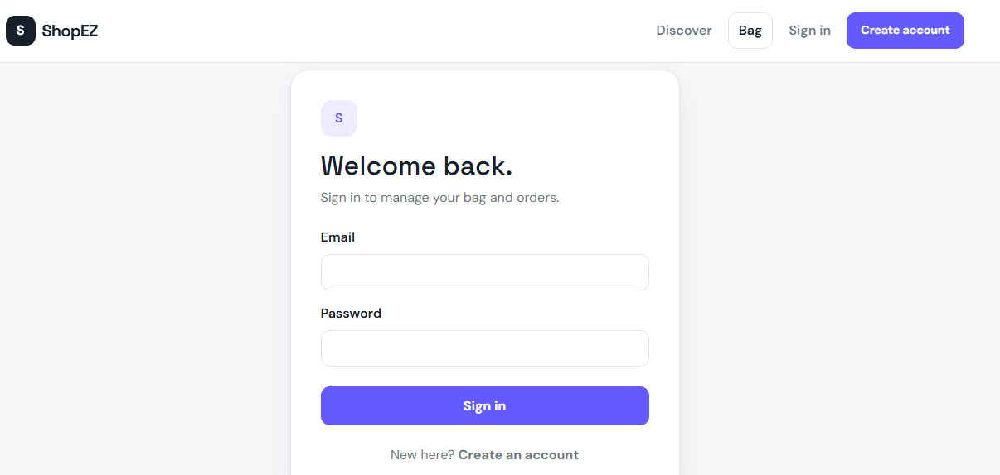 S ShopEZ Discover Bag Sign in Create account
S
Welcome back.
Sign in to manage your bag and orders.
Email
Password
Sign in
New here? Create an account